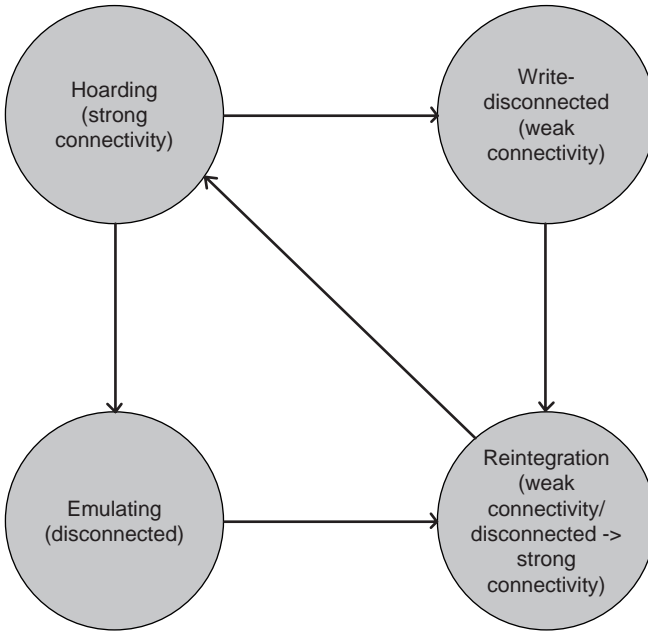 Hoarding
(strong
connectivity)
Write-
disconnected
(weak
connectivity)
Emulating
(disconnected)
Reintegration
(weak
connectivity/
disconnected ->
strong
connectivity)